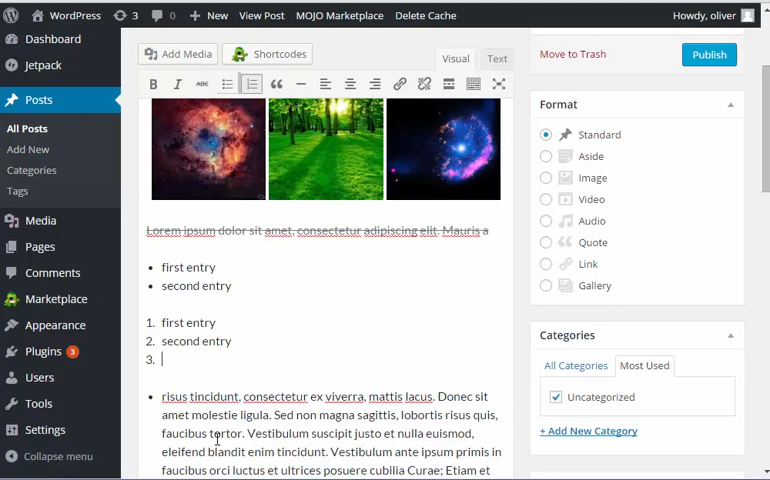 WordPress 3 0 New View Post MOJO Marketplace Delete Cache Howdy, oliver
Dashboard
Jetpack
Posts
All Posts
Add New
Categories
Tags
Media
Pages
Comments
Marketplace
Appearance
Plugins 3
Users
Tools
Settings
Collapse menu
Add Media Shortcodes
Visual Text
B I ABC
Lorem ipsum dolor sit amet, consectetur adipiscing elit. Mauris a
• first entry
• second entry
1. first entry
2. second entry
3.
• risus tincidunt, consectetur ex viverra, mattis lacus. Donec sit
amet molestie ligula. Sed non magna sagittis, lobortis risus quis,
faucibus tortor. Vestibulum suscipit justo et nulla euismod,
eleifend blandit enim tincidunt. Vestibulum ante ipsum primis in
faucibus orci luctus et ultrices posuere cubilia Curae; Etiam et
Move to Trash Publish
Format
Standard
Aside
Image
Video
Audio
Quote
Link
Gallery
Categories
All Categories Most Used
Uncategorized
+ Add New Category